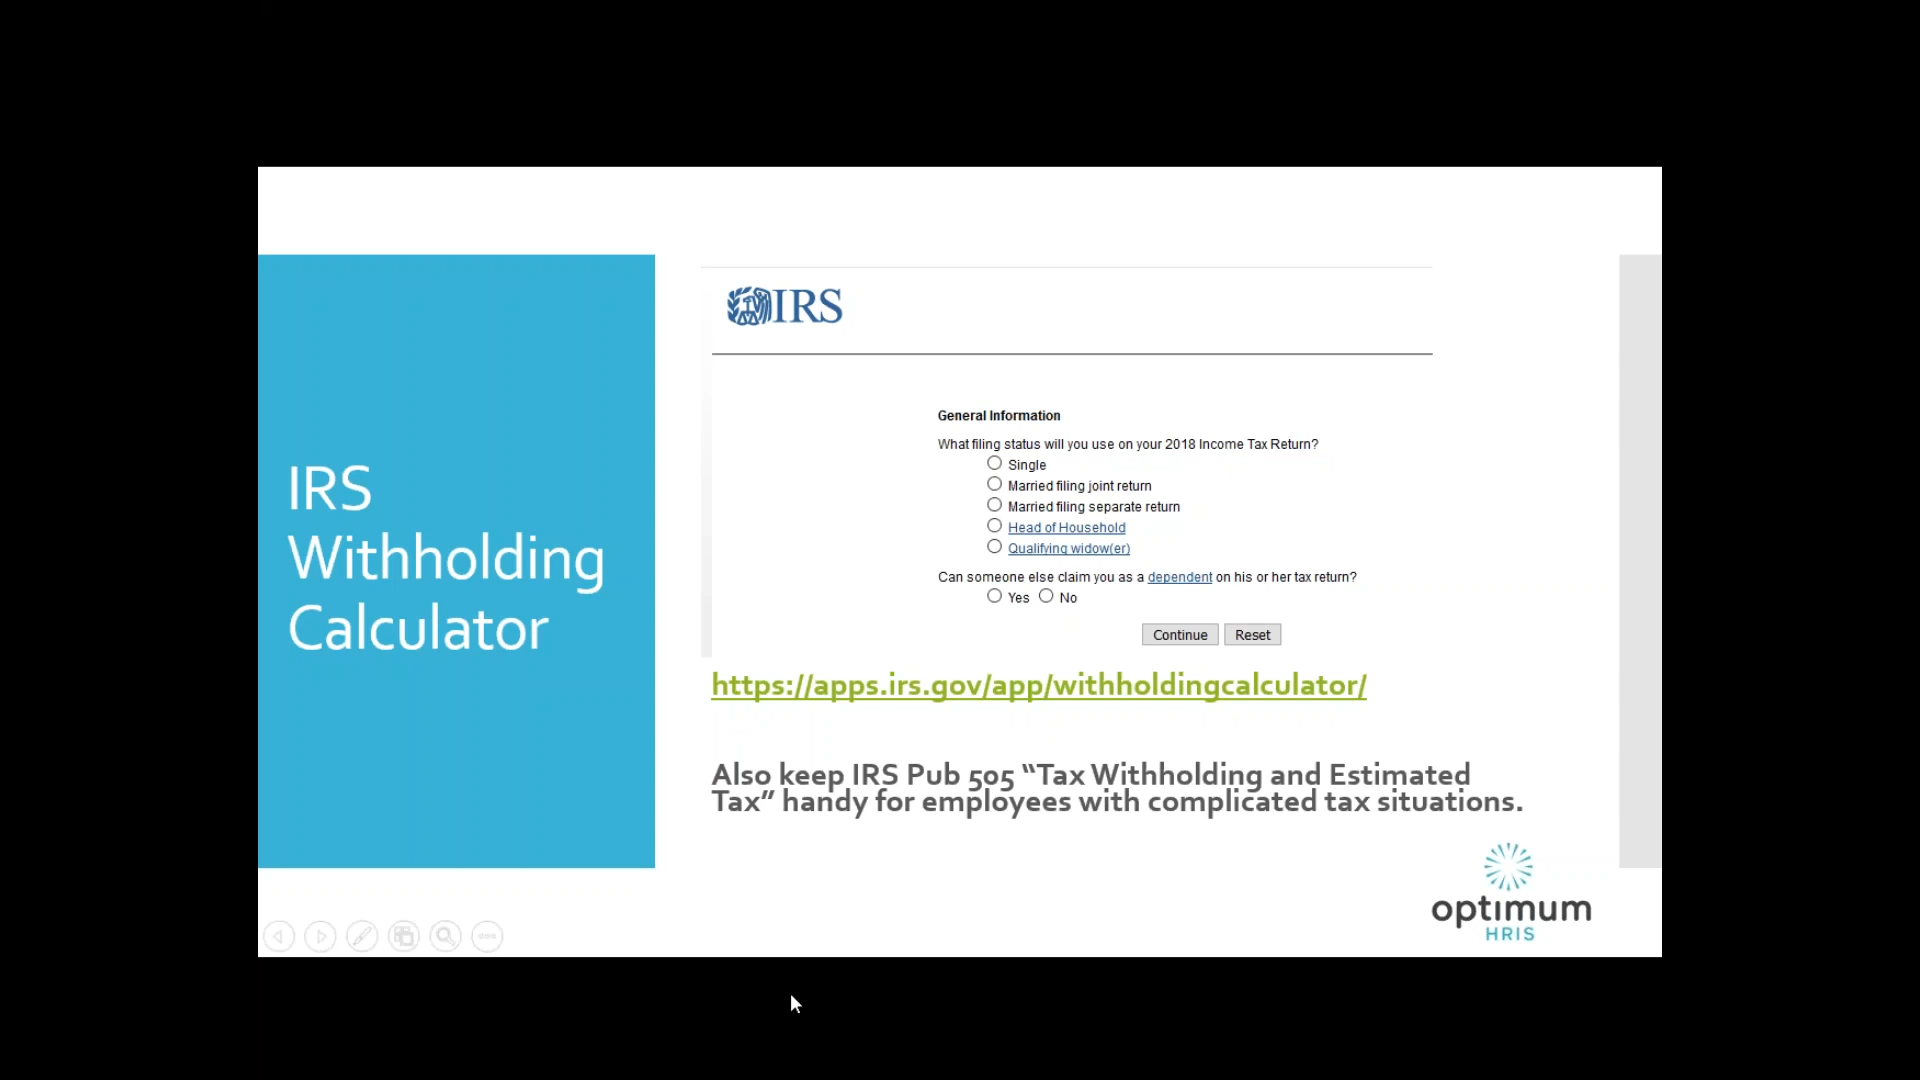 IRS
Withholding
Calculator
IRS
General Information
What filing status will you use on your 2018 Income Tax Return?
Single
Married filing joint return
Married filing separate return
Head of Household
Qualifying widow(er)
Can someone else claim you as a dependent on his or her tax return?
Yes No
Continue Reset
https://apps.irs.gov/app/withholdingcalculator/
Also keep IRS Pub 505 “Tax Withholding and Estimated
Tax” handy for employees with complicated tax situations.
optimum
HRIS